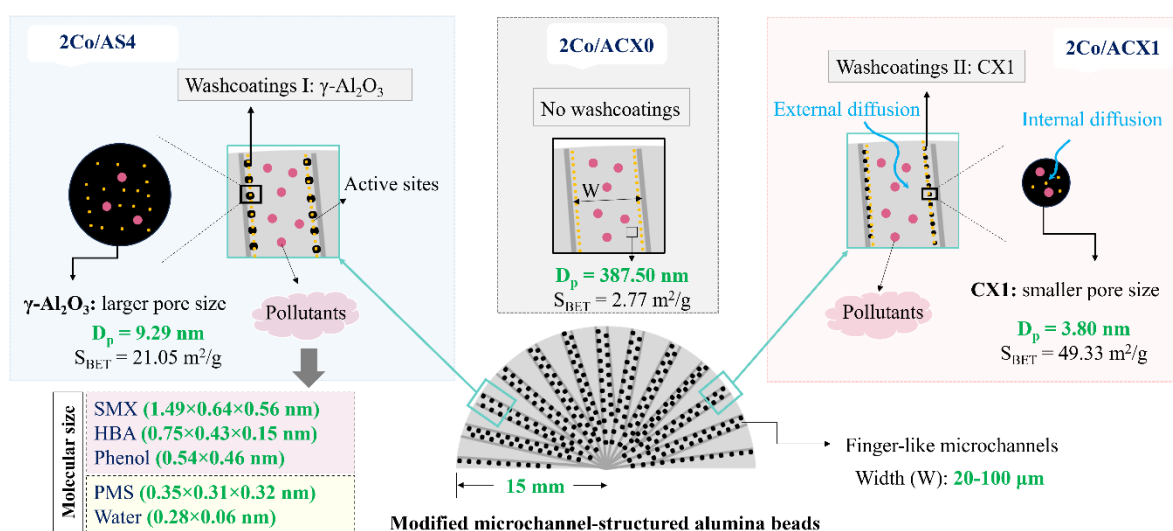 2Co/AS4
Washcoatings I: γ-Al₂O₃
Active sites
γ-Al₂O₃: larger pore size
Dₚ = 9.29 nm
S_BET = 21.05 m²/g
Pollutants
2Co/ACX0
No washcoatings
W
Dₚ = 387.50 nm
S_BET = 2.77 m²/g
2Co/ACX1
Washcoatings II: CX1
External diffusion
Internal diffusion
Pollutants
CX1: smaller pore size
Dₚ = 3.80 nm
S_BET = 49.33 m²/g
Molecular size
SMX (1.49×0.64×0.56 nm)
HBA (0.75×0.43×0.15 nm)
Phenol (0.54×0.46 nm)
PMS (0.35×0.31×0.32 nm)
Water (0.28×0.06 nm)
15 mm
Finger-like microchannels
Width (W): 20-100 μm
Modified microchannel-structured alumina beads